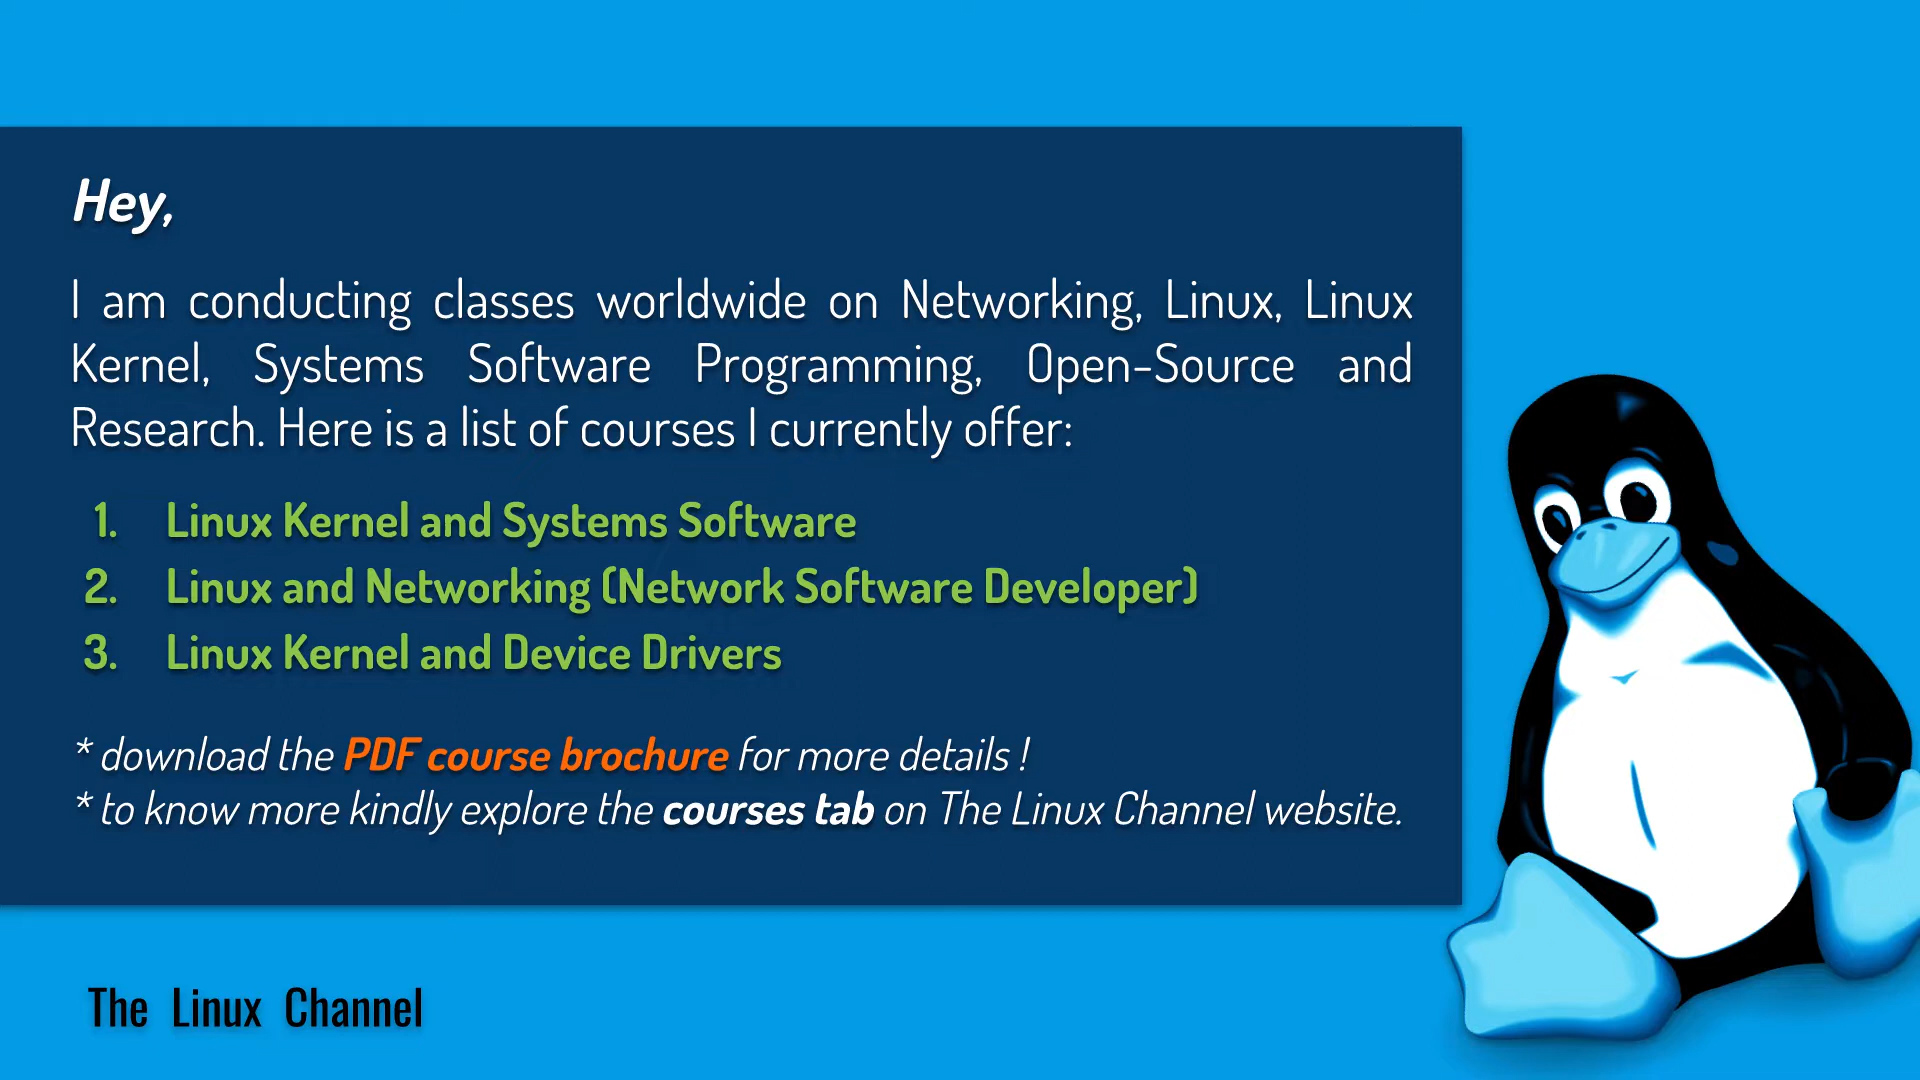 Hey,
I am conducting classes worldwide on Networking, Linux, Linux
Kernel, Systems Software Programming, Open-Source and
Research. Here is a list of courses I currently offer:
1. Linux Kernel and Systems Software
2. Linux and Networking (Network Software Developer)
3. Linux Kernel and Device Drivers
* download the PDF course brochure for more details !
* to know more kindly explore the courses tab on The Linux Channel website.
The Linux Channel